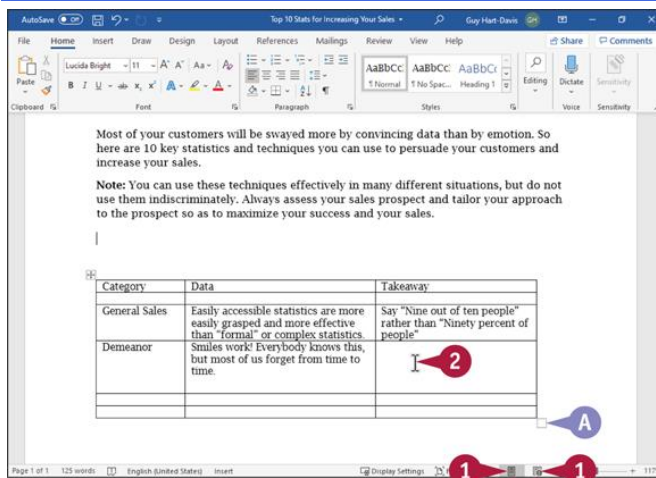 AutoSave Off
Top 10 Stats for Increasing Your Sales
Guy Hart-Davis GH
File Home Insert Draw Design Layout References Mailings Review View Help Share Comments
Paste
Lucida Bright 11 A A Aa A
B I U ab x₂ x² A A
AaBbCc AaBbCc AaBbCc
¶ Normal ¶ No Spac... Heading 1
Editing Dictate Sensitivity
Clipboard Font Paragraph Styles Voice Sensitivity
Most of your customers will be swayed more by convincing data than by emotion. So
here are 10 key statistics and techniques you can use to persuade your customers and
increase your sales.
Note: You can use these techniques effectively in many different situations, but do not
use them indiscriminately. Always assess your sales prospect and tailor your approach
to the prospect so as to maximize your success and your sales.
Category Data Takeaway
General Sales Easily accessible statistics are more Say "Nine out of ten people"
easily grasped and more effective rather than "Ninety percent of
than "formal" or complex statistics. people"
Demeanor Smiles work! Everybody knows this,
but most of us forget from time to
time.
2
A
1 1
Page 1 of 1 125 words English (United States) Insert Display Settings 117